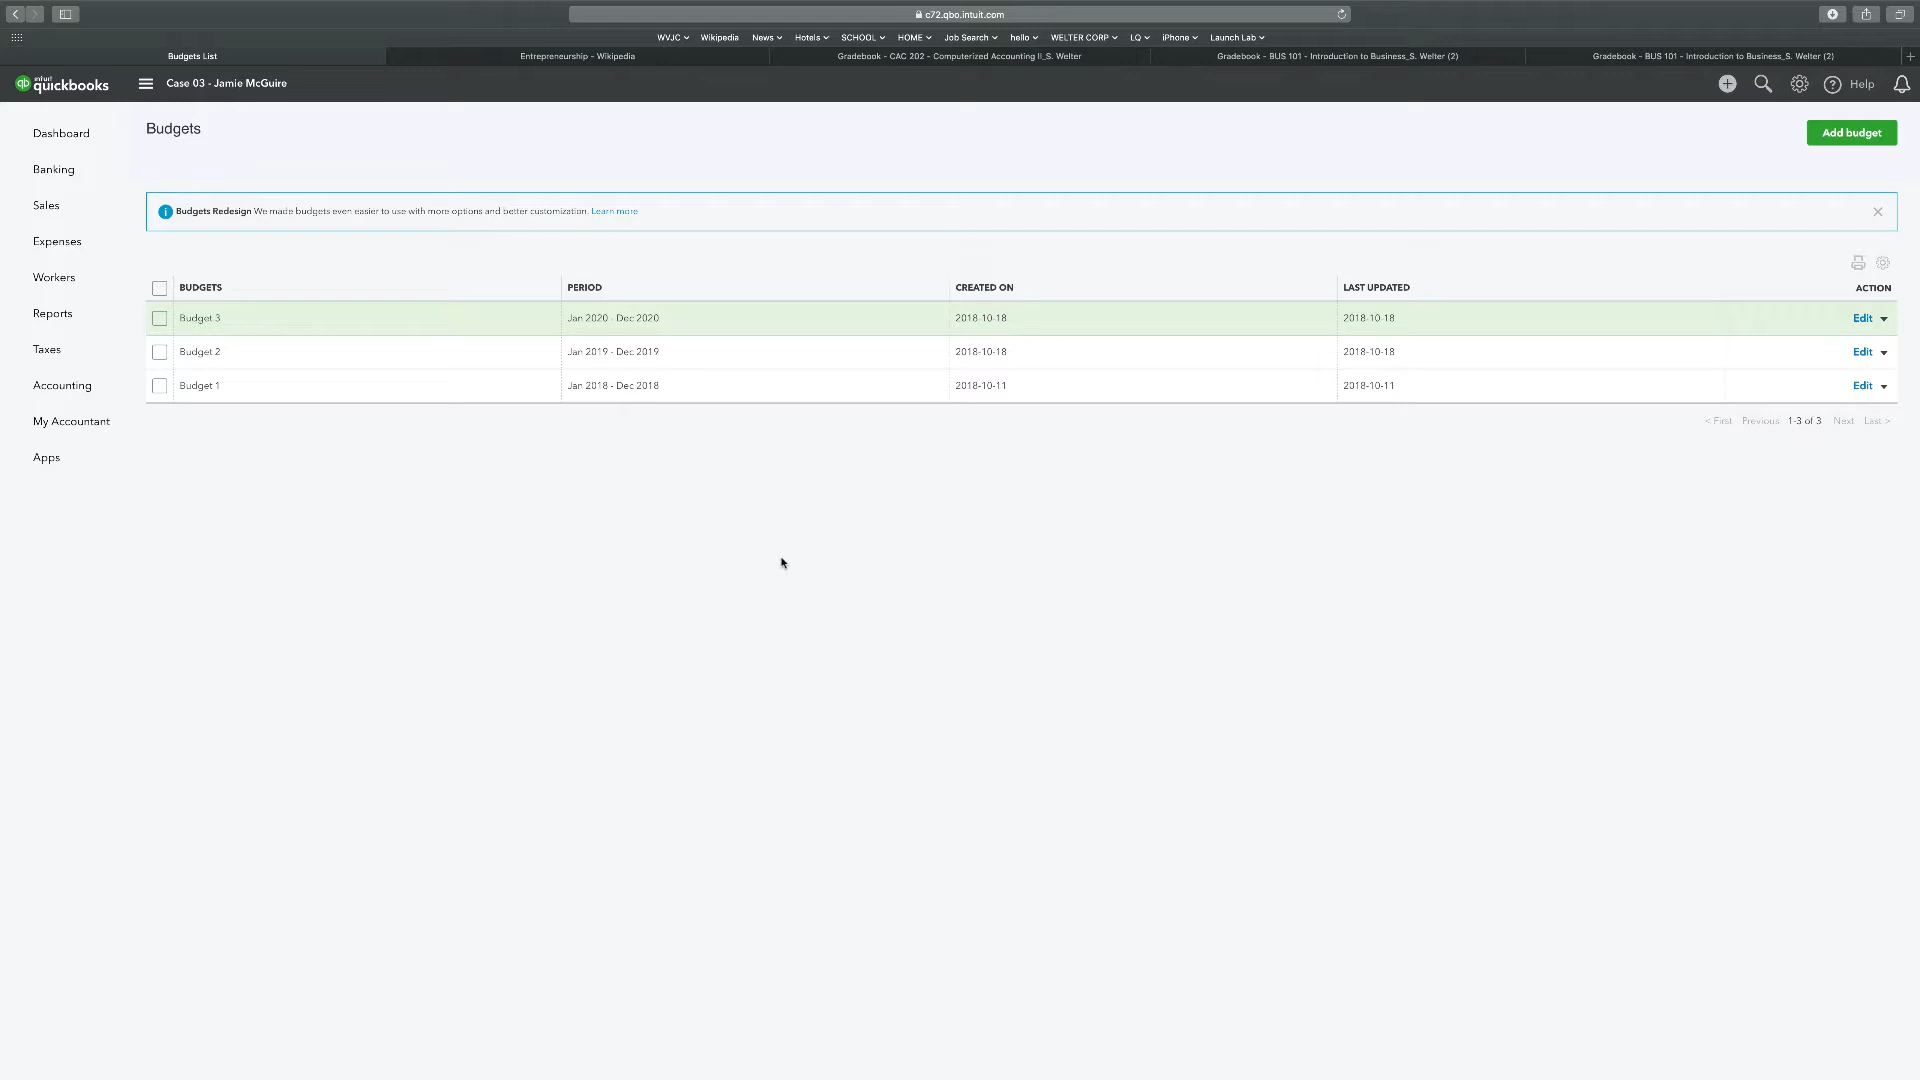 c72.qbo.intuit.com
WVJC Wikipedia News Hotels SCHOOL HOME Job Search hello WELTER CORP LQ iPhone Launch Lab
Budgets List Entrepreneurship - Wikipedia Gradebook - CAC 202 - Computerized Accounting II_S. Welter Gradebook - BUS 101 - Introduction to Business_S. Welter (2) Gradebook - BUS 101 - Introduction to Business_S. Welter (2)
qb intuit quickbooks Case 03 - Jamie McGuire Help
Dashboard
Banking
Sales
Expenses
Workers
Reports
Taxes
Accounting
My Accountant
Apps
Budgets
Add budget
Budgets Redesign We made budgets even easier to use with more options and better customization. Learn more
BUDGETS PERIOD CREATED ON LAST UPDATED ACTION
Budget 3 Jan 2020 - Dec 2020 2018-10-18 2018-10-18 Edit
Budget 2 Jan 2019 - Dec 2019 2018-10-18 2018-10-18 Edit
Budget 1 Jan 2018 - Dec 2018 2018-10-11 2018-10-11 Edit
< First Previous 1-3 of 3 Next Last >